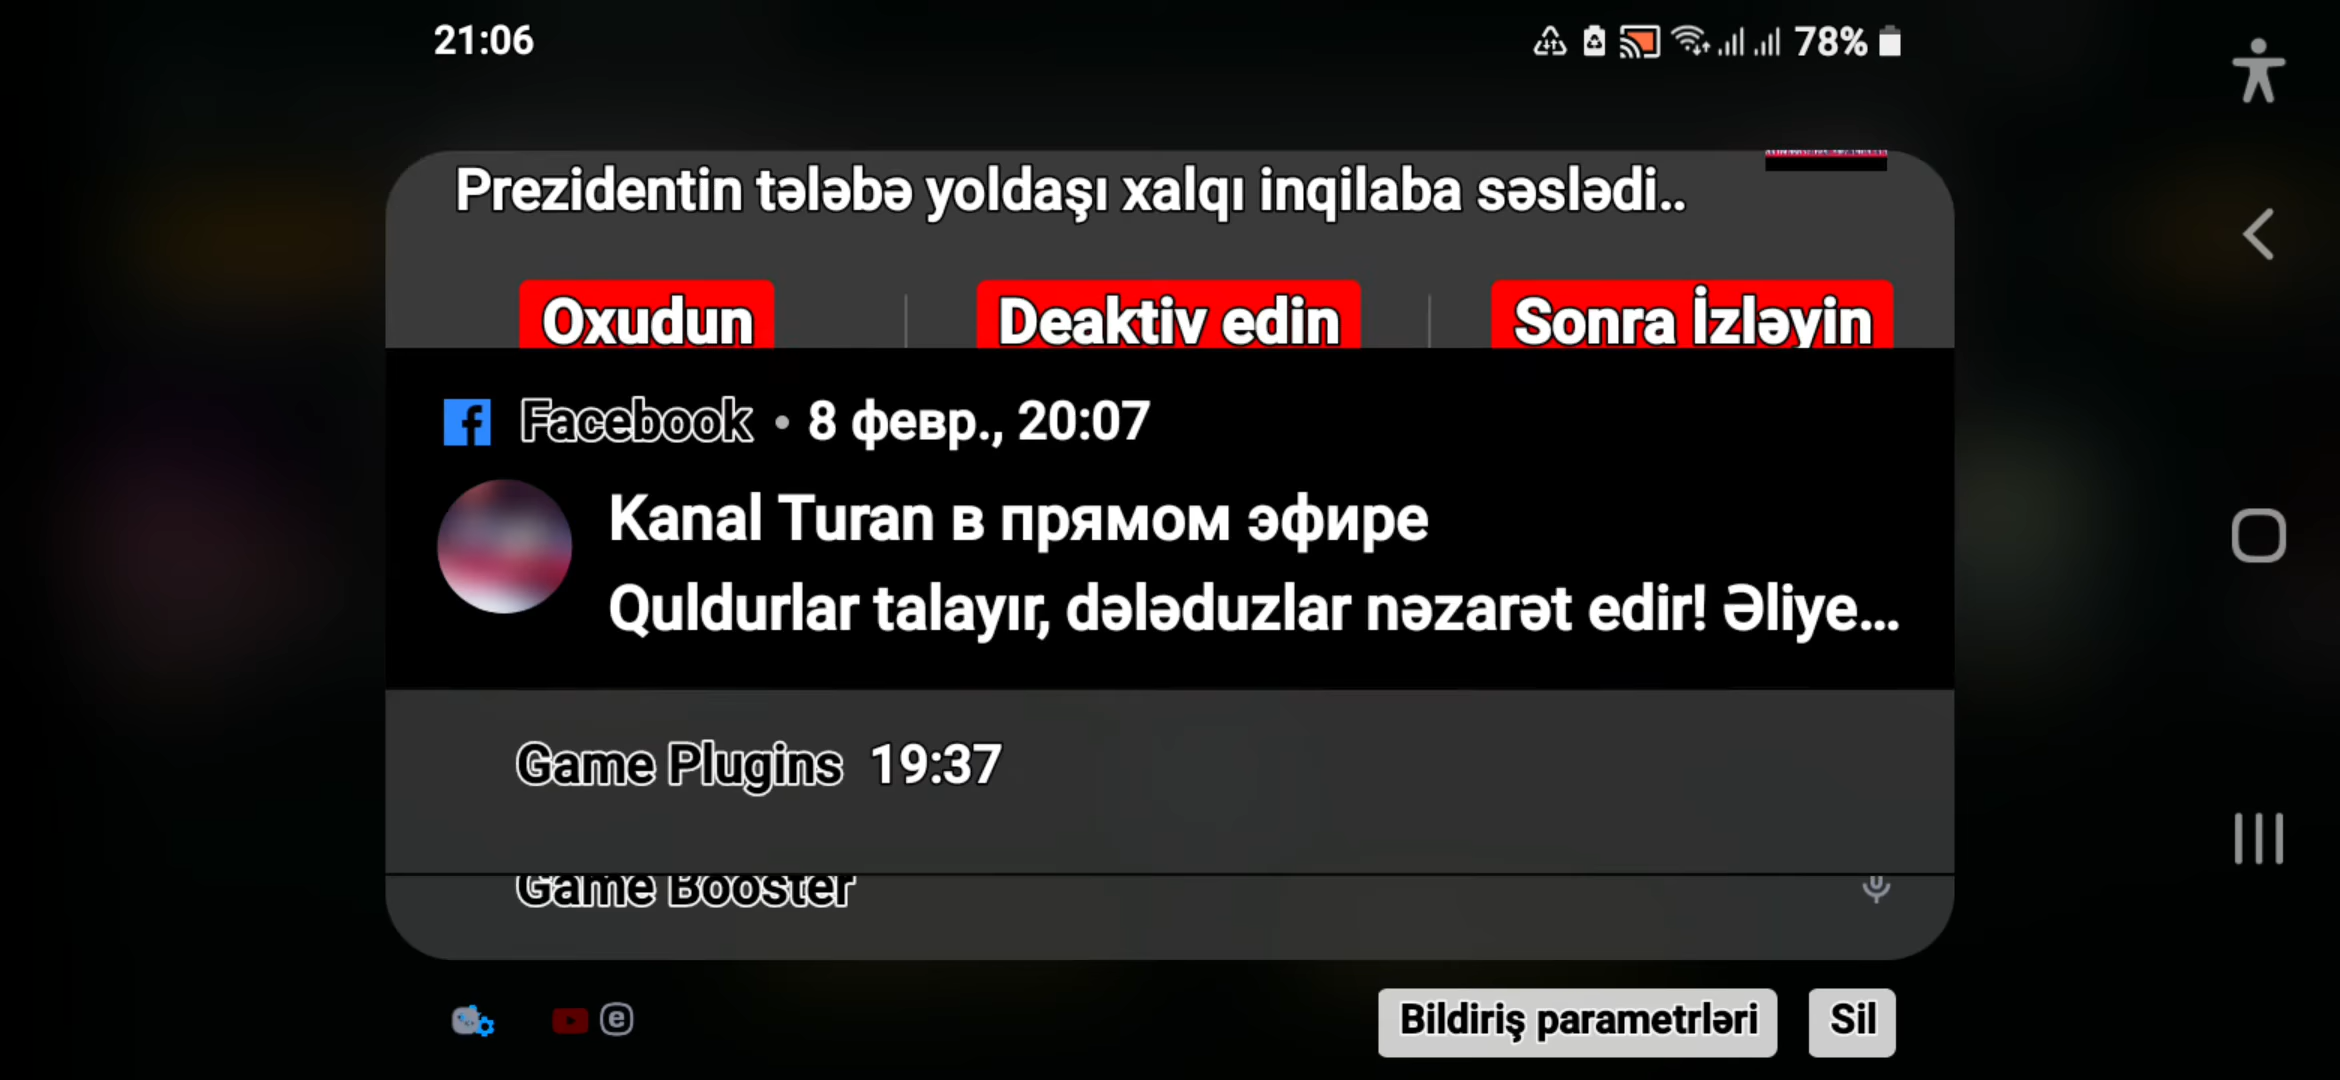 21:06
78%
Prezidentin tələbə yoldaşı xalqı inqilaba səslədi..
Oxudun
Deaktiv edin
Sonra İzləyin
Facebook • 8 февр., 20:07
Kanal Turan в прямом эфире
Quldurlar talayır, dələduzlar nəzarət edir! Əliye...
Game Plugins 19:37
Game Booster
Bildiriş parametrləri
Sil